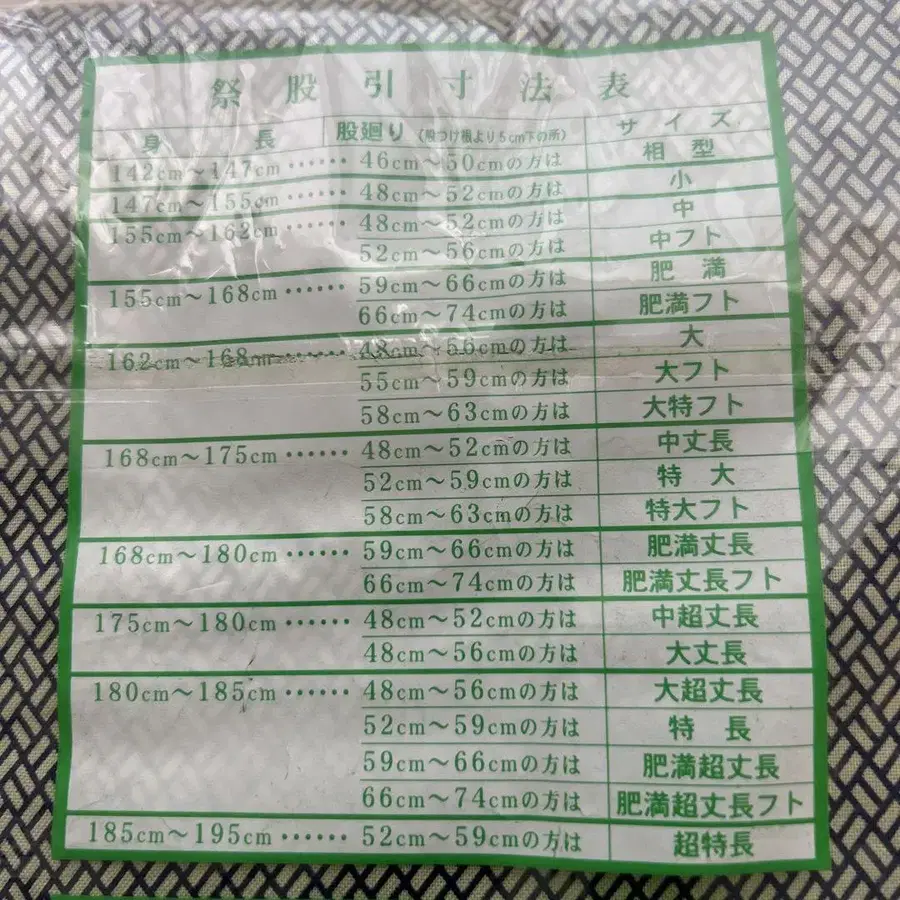 祭股引寸法表
身長 股廻り (股つけ根より5cm下の所) サイズ
142cm〜147cm …… 46cm〜50cmの方は 相型
147cm〜155cm …… 48cm〜52cmの方は 小
155cm〜162cm …… 48cm〜52cmの方は 中
52cm〜56cmの方は 中フト
155cm〜168cm …… 59cm〜66cmの方は 肥満
66cm〜74cmの方は 肥満フト
162cm〜168cm …… 48cm〜56cmの方は 大
55cm〜59cmの方は 大フト
58cm〜63cmの方は 大特フト
168cm〜175cm …… 48cm〜52cmの方は 中丈長
52cm〜59cmの方は 特大
58cm〜63cmの方は 特大フト
168cm〜180cm …… 59cm〜66cmの方は 肥満丈長
66cm〜74cmの方は 肥満丈長フト
175cm〜180cm …… 48cm〜52cmの方は 中超丈長
48cm〜56cmの方は 大丈長
180cm〜185cm …… 48cm〜56cmの方は 大超丈長
52cm〜59cmの方は 特長
59cm〜66cmの方は 肥満超丈長
66cm〜74cmの方は 肥満超丈長フト
185cm〜195cm …… 52cm〜59cmの方は 超特長